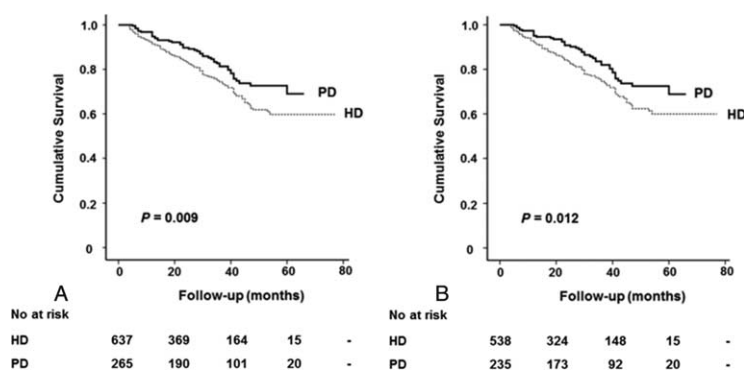 1.0
0.8
0.6
0.4
0.2
0
Cumulative Survival
PD
HD
P = 0.009
0 20 40 60 80
Follow-up (months)
A
No at risk
HD 637 369 164 15 -
PD 265 190 101 20 -
1.0
0.8
0.6
0.4
0.2
0
Cumulative Survival
PD
HD
P = 0.012
0 20 40 60 80
Follow-up (months)
B
No at risk
HD 538 324 148 15 -
PD 235 173 92 20 -